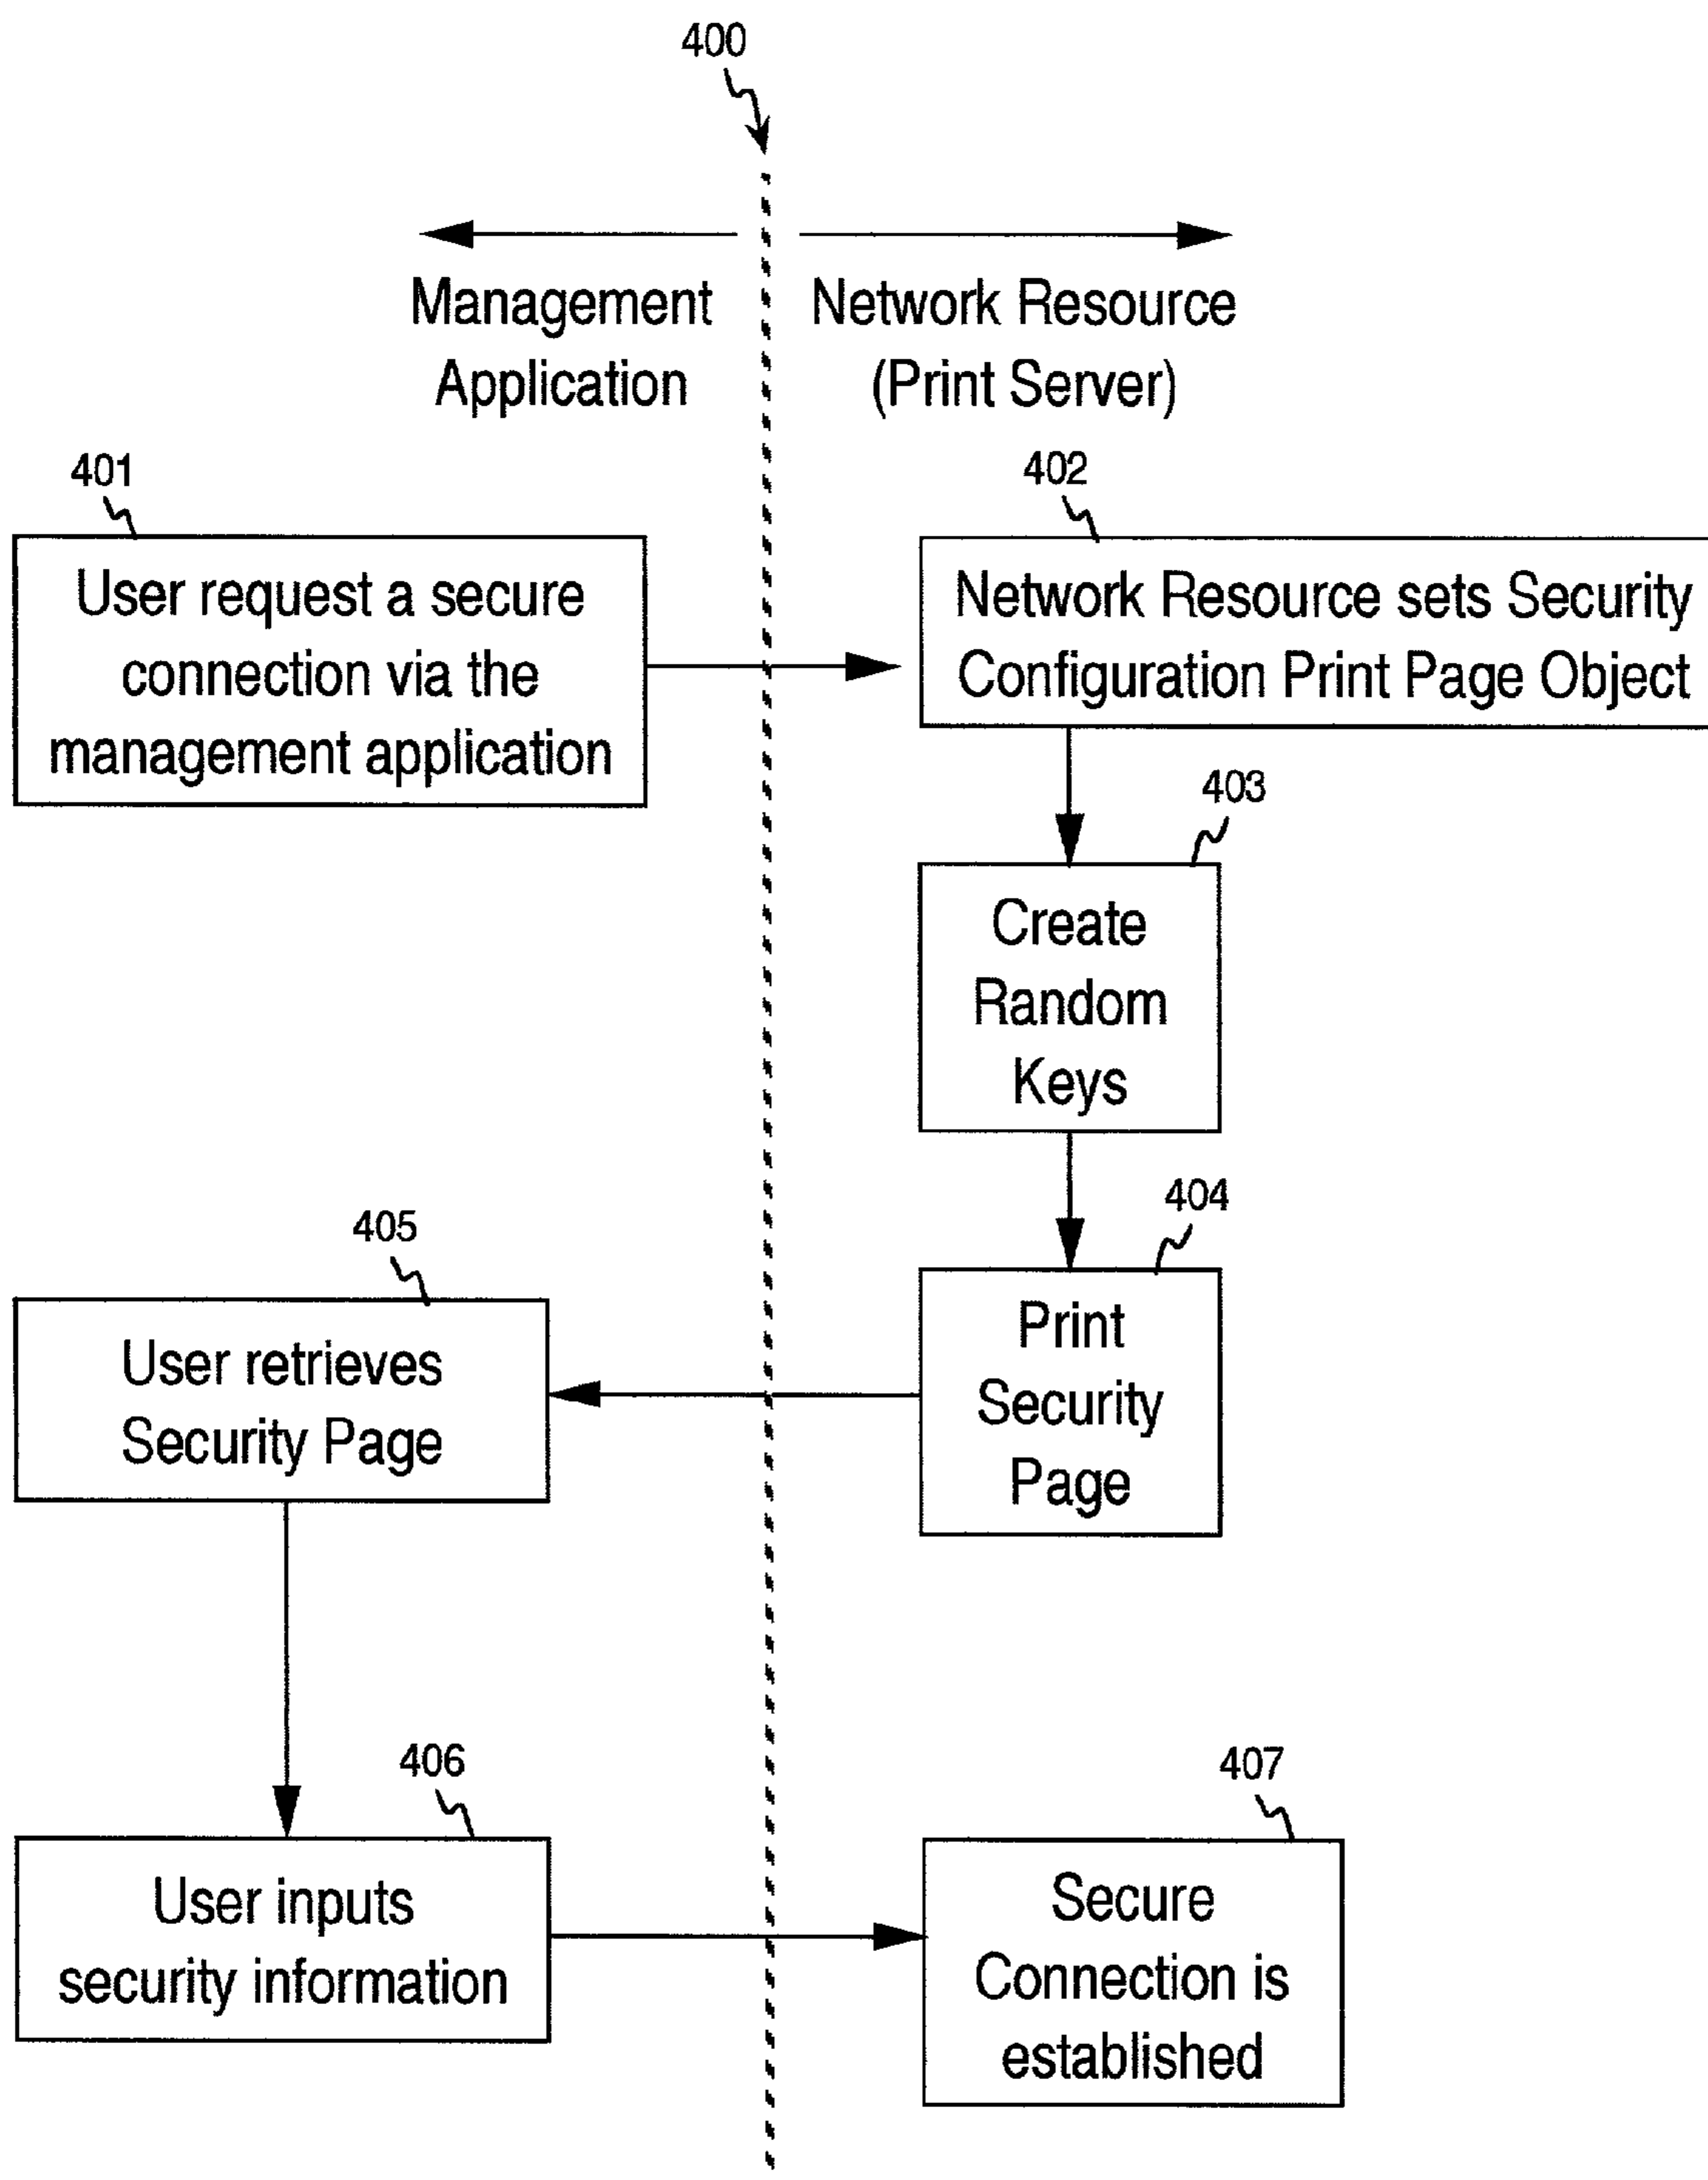 400
Management
Application
Network Resource
(Print Server)
401
User request a secure
connection via the
management application
402
Network Resource sets Security
Configuration Print Page Object
403
Create
Random
Keys
404
Print
Security
Page
405
User retrieves
Security Page
406
User inputs
security information
407
Secure
Connection is
established